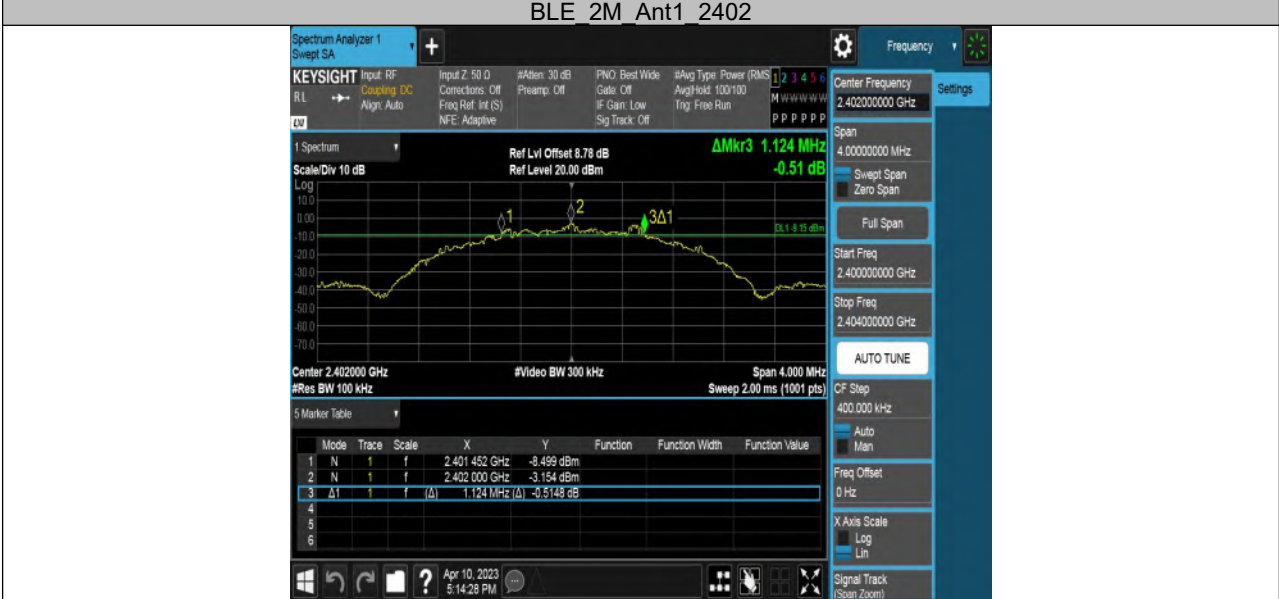 BLE_2M_Ant1_2402
Spectrum Analyzer 1
Swept SA
+
Frequency
KEYSIGHT
Input: RF
Coupling: DC
Align: Auto
RL
LXI
Input Z: 50 Ω
Corrections: Off
Freq Ref: Int (S)
NFE: Adaptive
#Atten: 30 dB
Preamp: Off
PNO: Best Wide
Gate: Off
IF Gain: Low
Sig Track: Off
#Avg Type: Power (RMS
Avg|Hold: 100/100
Trig: Free Run
1 2 3 4 5 6
M W W W W W
P P P P P P
1 Spectrum
Scale/Div 10 dB
Ref Lvl Offset 8.78 dB
Ref Level 20.00 dBm
ΔMkr3 1.124 MHz
-0.51 dB
Log
10.0
0.00
-10.0
-20.0
-30.0
-40.0
-50.0
-60.0
-70.0
1
2
3Δ1
DL1 -9.15 dBm
Center 2.402000 GHz
#Res BW 100 kHz
#Video BW 300 kHz
Span 4.000 MHz
Sweep 2.00 ms (1001 pts)
5 Marker Table
Mode Trace Scale X Y Function Function Width Function Value
1 N 1 f 2.401 452 GHz -8.499 dBm
2 N 1 f 2.402 000 GHz -3.154 dBm
3 Δ1 1 f (Δ) 1.124 MHz (Δ) -0.5148 dB
4
5
6
Apr 10, 2023
5:14:28 PM
?
Center Frequency
2.402000000 GHz
Settings
Span
4.00000000 MHz
Swept Span
Zero Span
Full Span
Start Freq
2.400000000 GHz
Stop Freq
2.404000000 GHz
AUTO TUNE
CF Step
400.000 kHz
Auto
Man
Freq Offset
0 Hz
X Axis Scale
Log
Lin
Signal Track
(Span Zoom)